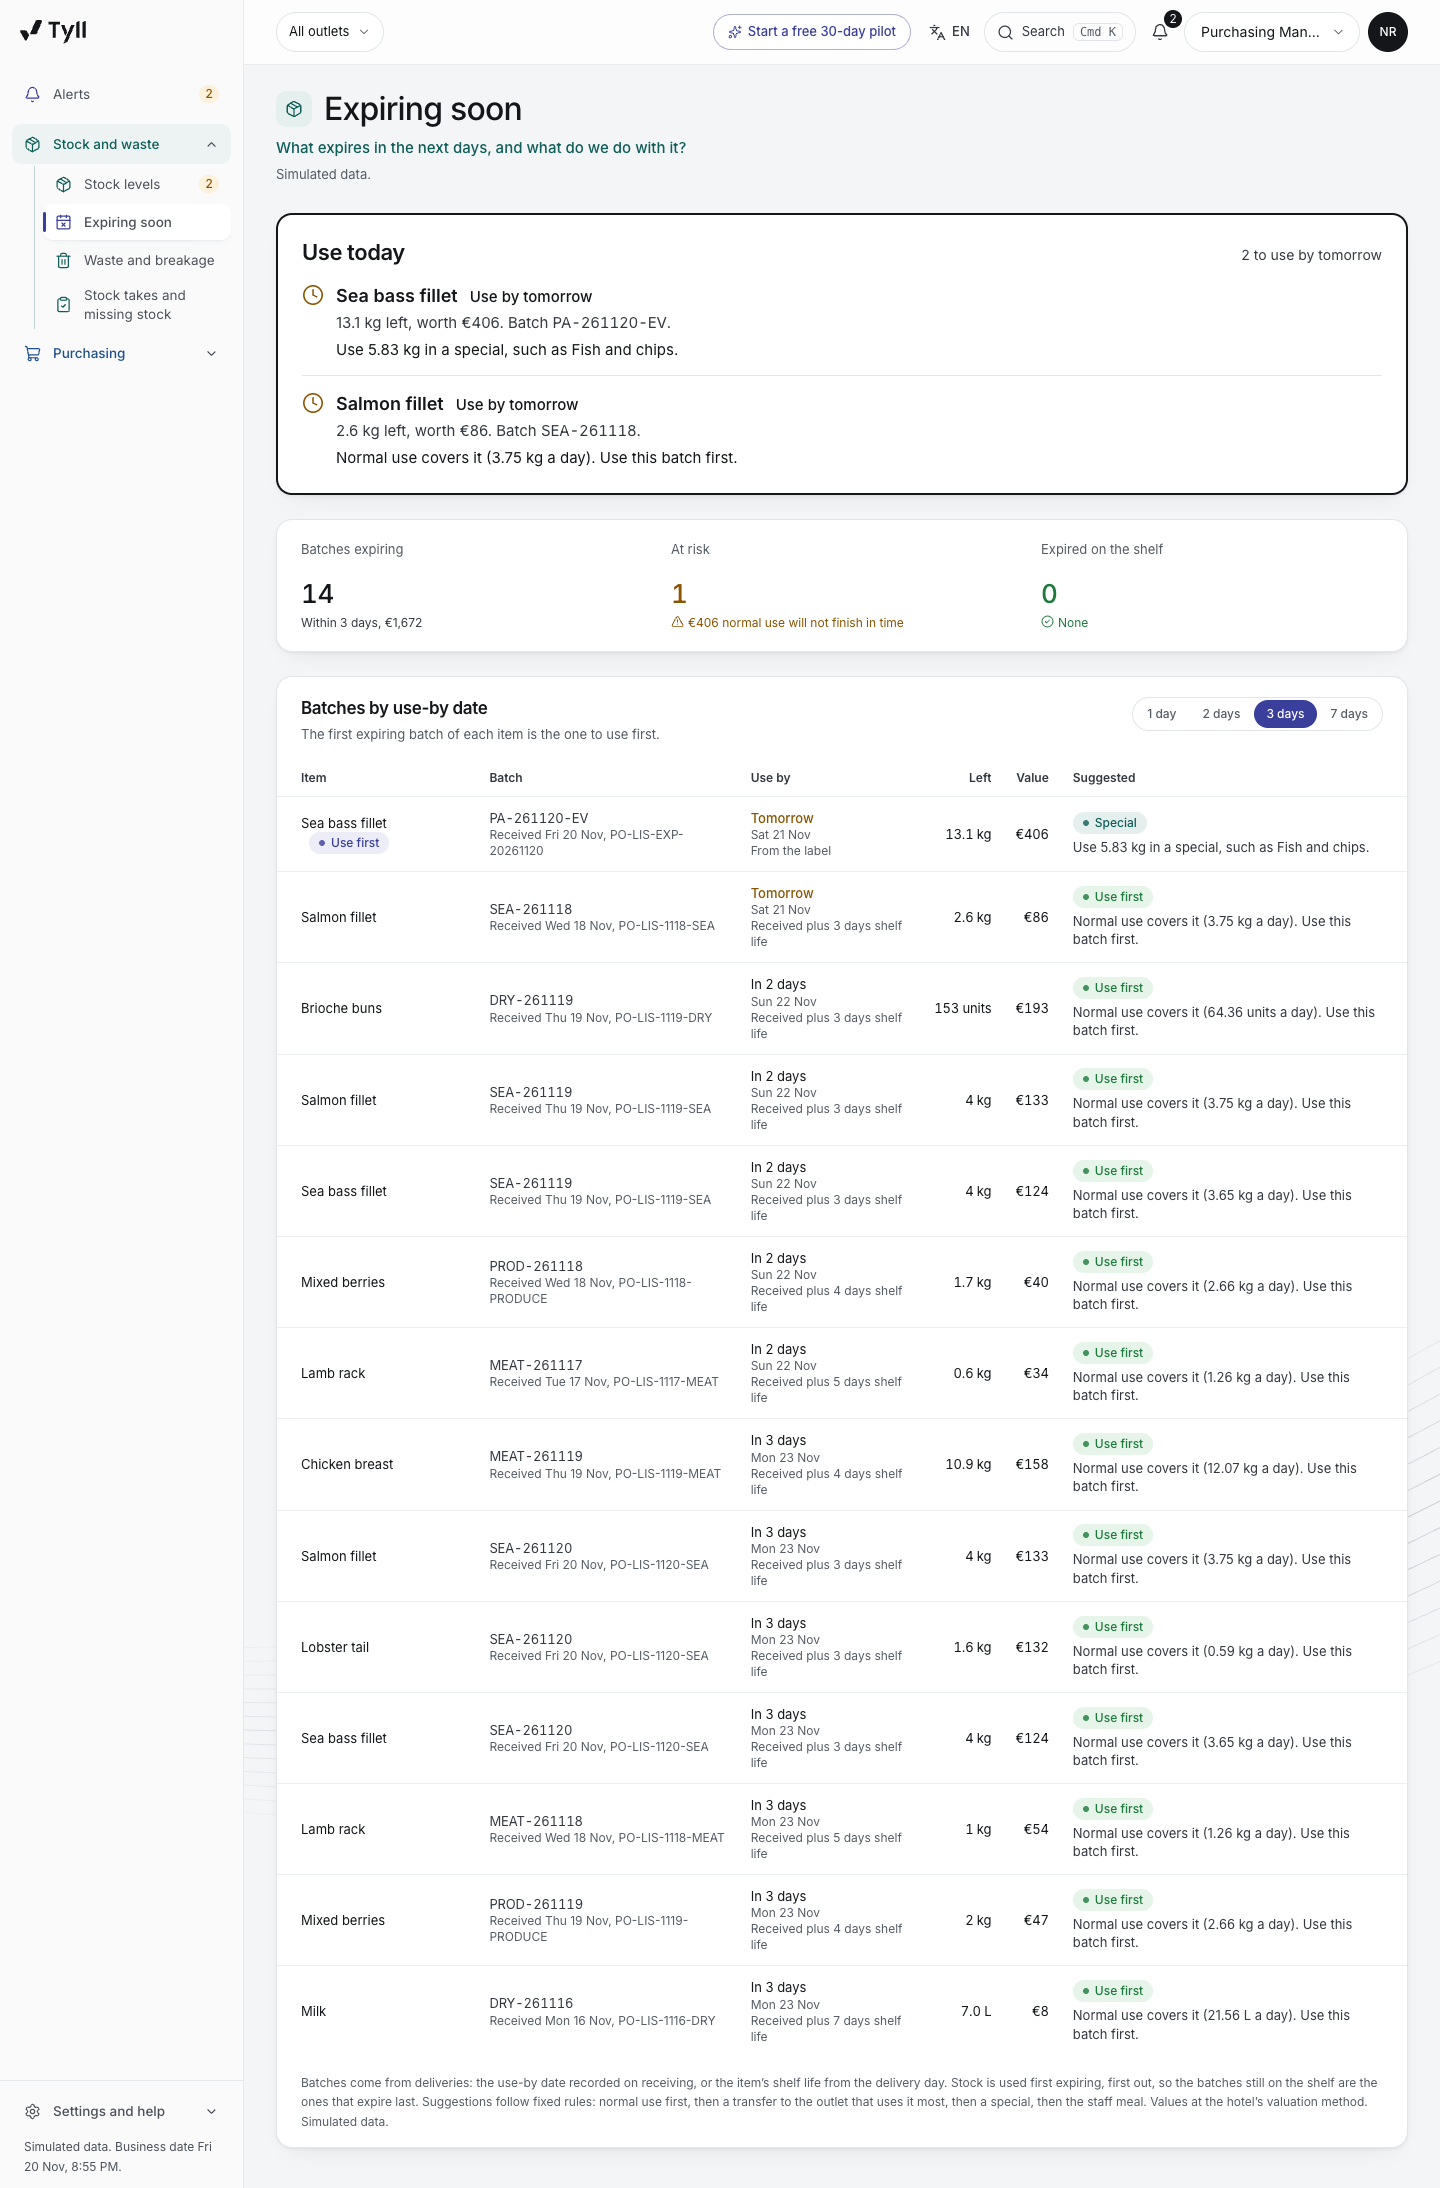 Tyll
All outlets
Start a free 30-day pilot
EN
Search Cmd K
2
Purchasing Man...
NR
Alerts 2
Stock and waste
Stock levels 2
Expiring soon
Waste and breakage
Stock takes and
missing stock
Purchasing
Settings and help
Simulated data. Business date Fri
20 Nov, 8:55 PM.
Expiring soon
What expires in the next days, and what do we do with it?
Simulated data.
Use today
2 to use by tomorrow
Sea bass fillet Use by tomorrow
13.1 kg left, worth €406. Batch PA-261120-EV.
Use 5.83 kg in a special, such as Fish and chips.
Salmon fillet Use by tomorrow
2.6 kg left, worth €86. Batch SEA-261118.
Normal use covers it (3.75 kg a day). Use this batch first.
Batches expiring
14
Within 3 days, €1,672
At risk
1
€406 normal use will not finish in time
Expired on the shelf
0
None
Batches by use-by date
The first expiring batch of each item is the one to use first.
1 day 2 days 3 days 7 days
Item Batch Use by Left Value Suggested
Sea bass fillet
Use first
PA-261120-EV
Received Fri 20 Nov, PO-LIS-EXP-
20261120
Tomorrow
Sat 21 Nov
From the label
13.1 kg
€406
Special
Use 5.83 kg in a special, such as Fish and chips.
Salmon fillet
SEA-261118
Received Wed 18 Nov, PO-LIS-1118-SEA
Tomorrow
Sat 21 Nov
Received plus 3 days shelf
life
2.6 kg
€86
Use first
Normal use covers it (3.75 kg a day). Use this
batch first.
Brioche buns
DRY-261119
Received Thu 19 Nov, PO-LIS-1119-DRY
In 2 days
Sun 22 Nov
Received plus 3 days shelf
life
153 units
€193
Use first
Normal use covers it (64.36 units a day). Use this
batch first.
Salmon fillet
SEA-261119
Received Thu 19 Nov, PO-LIS-1119-SEA
In 2 days
Sun 22 Nov
Received plus 3 days shelf
life
4 kg
€133
Use first
Normal use covers it (3.75 kg a day). Use this
batch first.
Sea bass fillet
SEA-261119
Received Thu 19 Nov, PO-LIS-1119-SEA
In 2 days
Sun 22 Nov
Received plus 3 days shelf
life
4 kg
€124
Use first
Normal use covers it (3.65 kg a day). Use this
batch first.
Mixed berries
PROD-261118
Received Wed 18 Nov, PO-LIS-1118-
PRODUCE
In 2 days
Sun 22 Nov
Received plus 4 days shelf
life
1.7 kg
€40
Use first
Normal use covers it (2.66 kg a day). Use this
batch first.
Lamb rack
MEAT-261117
Received Tue 17 Nov, PO-LIS-1117-MEAT
In 2 days
Sun 22 Nov
Received plus 5 days shelf
life
0.6 kg
€34
Use first
Normal use covers it (1.26 kg a day). Use this
batch first.
Chicken breast
MEAT-261119
Received Thu 19 Nov, PO-LIS-1119-MEAT
In 3 days
Mon 23 Nov
Received plus 4 days shelf
life
10.9 kg
€158
Use first
Normal use covers it (12.07 kg a day). Use this
batch first.
Salmon fillet
SEA-261120
Received Fri 20 Nov, PO-LIS-1120-SEA
In 3 days
Mon 23 Nov
Received plus 3 days shelf
life
4 kg
€133
Use first
Normal use covers it (3.75 kg a day). Use this
batch first.
Lobster tail
SEA-261120
Received Fri 20 Nov, PO-LIS-1120-SEA
In 3 days
Mon 23 Nov
Received plus 3 days shelf
life
1.6 kg
€132
Use first
Normal use covers it (0.59 kg a day). Use this
batch first.
Sea bass fillet
SEA-261120
Received Fri 20 Nov, PO-LIS-1120-SEA
In 3 days
Mon 23 Nov
Received plus 3 days shelf
life
4 kg
€124
Use first
Normal use covers it (3.65 kg a day). Use this
batch first.
Lamb rack
MEAT-261118
Received Wed 18 Nov, PO-LIS-1118-MEAT
In 3 days
Mon 23 Nov
Received plus 5 days shelf
life
1 kg
€54
Use first
Normal use covers it (1.26 kg a day). Use this
batch first.
Mixed berries
PROD-261119
Received Thu 19 Nov, PO-LIS-1119-
PRODUCE
In 3 days
Mon 23 Nov
Received plus 4 days shelf
life
2 kg
€47
Use first
Normal use covers it (2.66 kg a day). Use this
batch first.
Milk
DRY-261116
Received Mon 16 Nov, PO-LIS-1116-DRY
In 3 days
Mon 23 Nov
Received plus 7 days shelf
life
7.0 L
€8
Use first
Normal use covers it (21.56 L a day). Use this
batch first.
Batches come from deliveries: the use-by date recorded on receiving, or the item's shelf life from the delivery day. Stock is used first expiring, first out, so the batches still on the shelf are the
ones that expire last. Suggestions follow fixed rules: normal use first, then a transfer to the outlet that uses it most, then a special, then the staff meal. Values at the hotel's valuation method.
Simulated data.